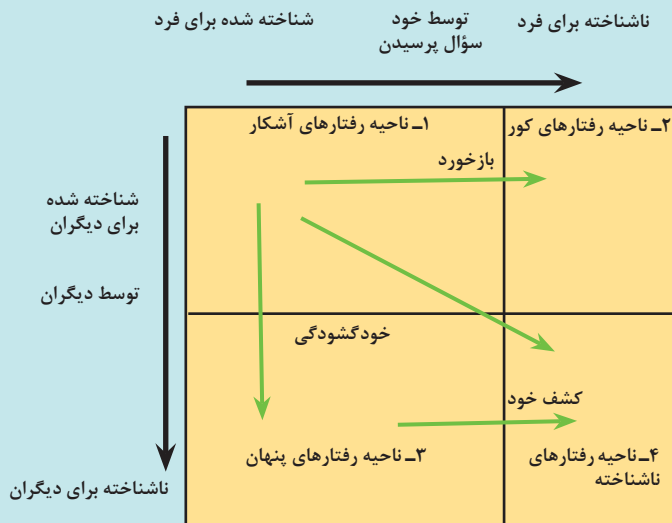 شناخته شده برای فرد
توسط خود
سؤال پرسیدن
ناشناخته برای فرد
۱ـ ناحیه رفتارهای آشکار
۲ـ ناحیه رفتارهای کور
بازخورد
شناخته شده
برای دیگران
توسط دیگران
خودگشودگی
کشف خود
۳ـ ناحیه رفتارهای پنهان
۴ـ ناحیه رفتارهای
ناشناخته
ناشناخته برای دیگران